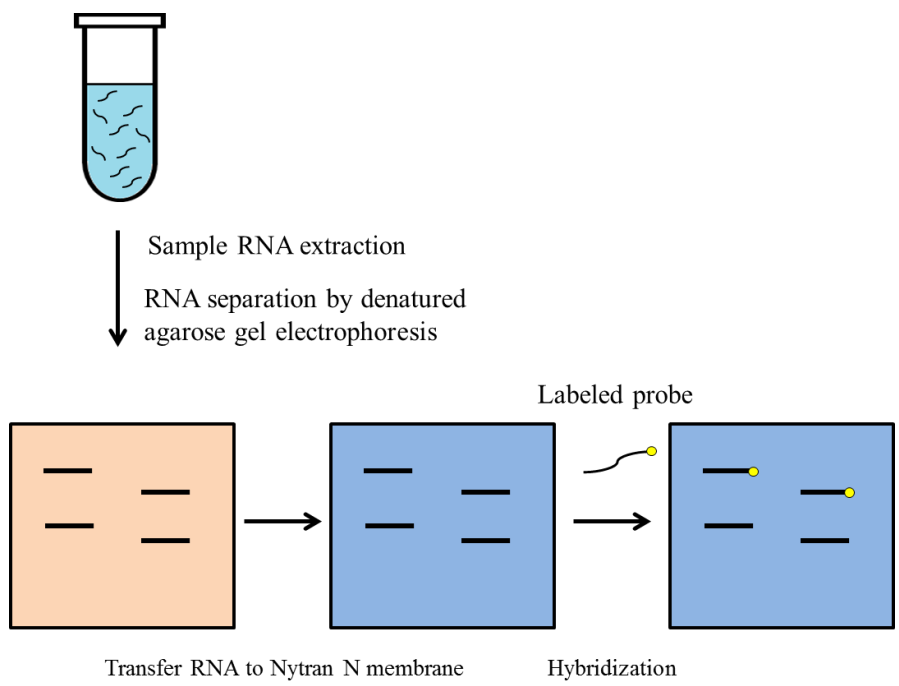 Sample RNA extraction
RNA separation by denatured
agarose gel electrophoresis
Labeled probe
Transfer RNA to Nytran N membrane
Hybridization